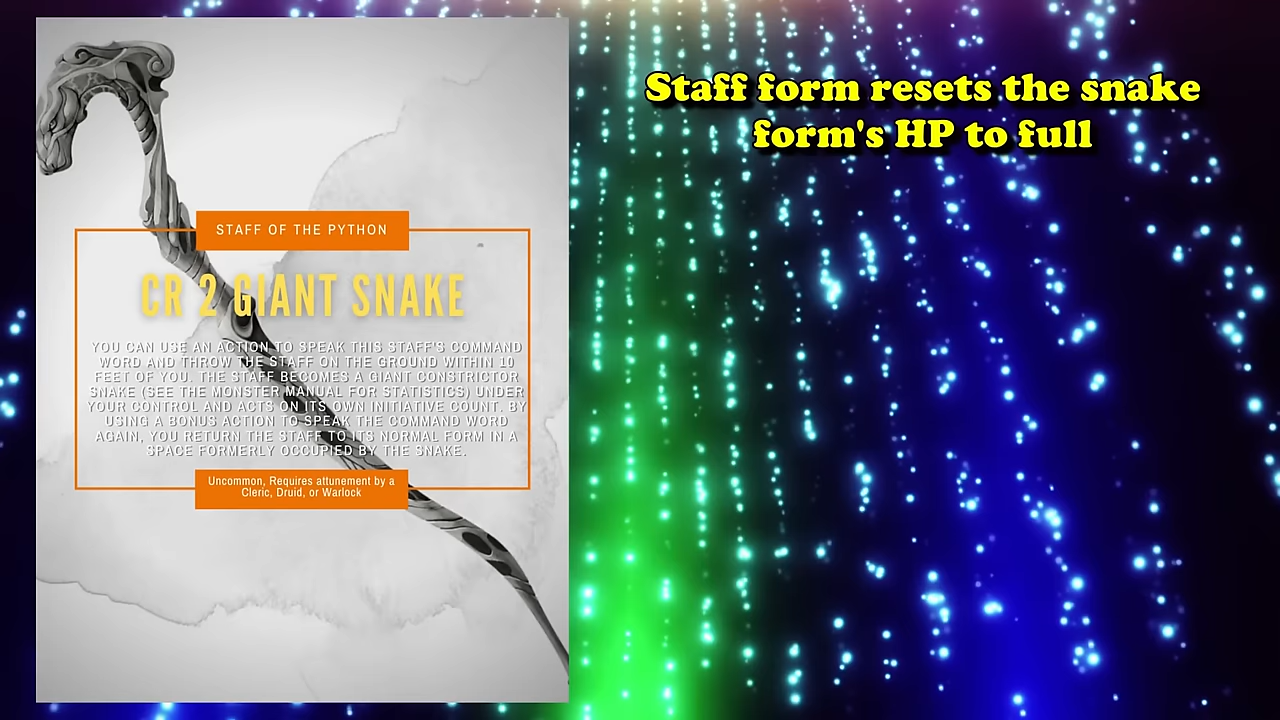 Staff form resets the snake
form's HP to full
STAFF OF THE PYTHON
CR 2 GIANT SNAKE
YOU CAN USE AN ACTION TO SPEAK THIS STAFF'S COMMAND
WORD AND THROW THE STAFF ON THE GROUND WITHIN 10
FEET OF YOU. THE STAFF BECOMES A GIANT CONSTRICTOR
SNAKE (SEE THE MONSTER MANUAL FOR STATISTICS) UNDER
YOUR CONTROL AND ACTS ON ITS OWN INITIATIVE COUNT. BY
USING A BONUS ACTION TO SPEAK THE COMMAND WORD
AGAIN, YOU RETURN THE STAFF TO ITS NORMAL FORM IN A
SPACE FORMERLY OCCUPIED BY THE SNAKE.
Uncommon, Requires attunement by a
Cleric, Druid, or Warlock